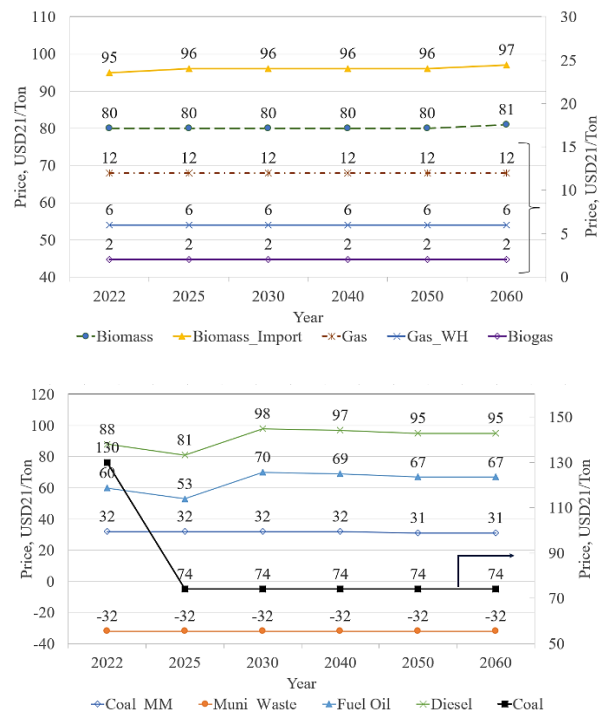 110
100
90
80
70
60
50
40
Price, USD21/Ton
30
25
20
15
10
5
0
Price, USD21/Ton
95 96 96 96 96 97
80 80 80 80 80 81
12 12 12 12 12 12
6 6 6 6 6 6
2 2 2 2 2 2
2022 2025 2030 2040 2050 2060
Year
Biomass Biomass_Import Gas Gas_WH Biogas
120
100
80
60
40
20
0
-20
-40
Price, USD21/Ton
150
130
110
90
70
50
Price, USD21/Ton
88 81 98 97 95 95
130
60 53 70 69 67 67
32 32 32 32 31 31
74 74 74 74 74
-32 -32 -32 -32 -32 -32
2022 2025 2030 2040 2050 2060
Year
Coal_MM Muni_Waste Fuel Oil Diesel Coal